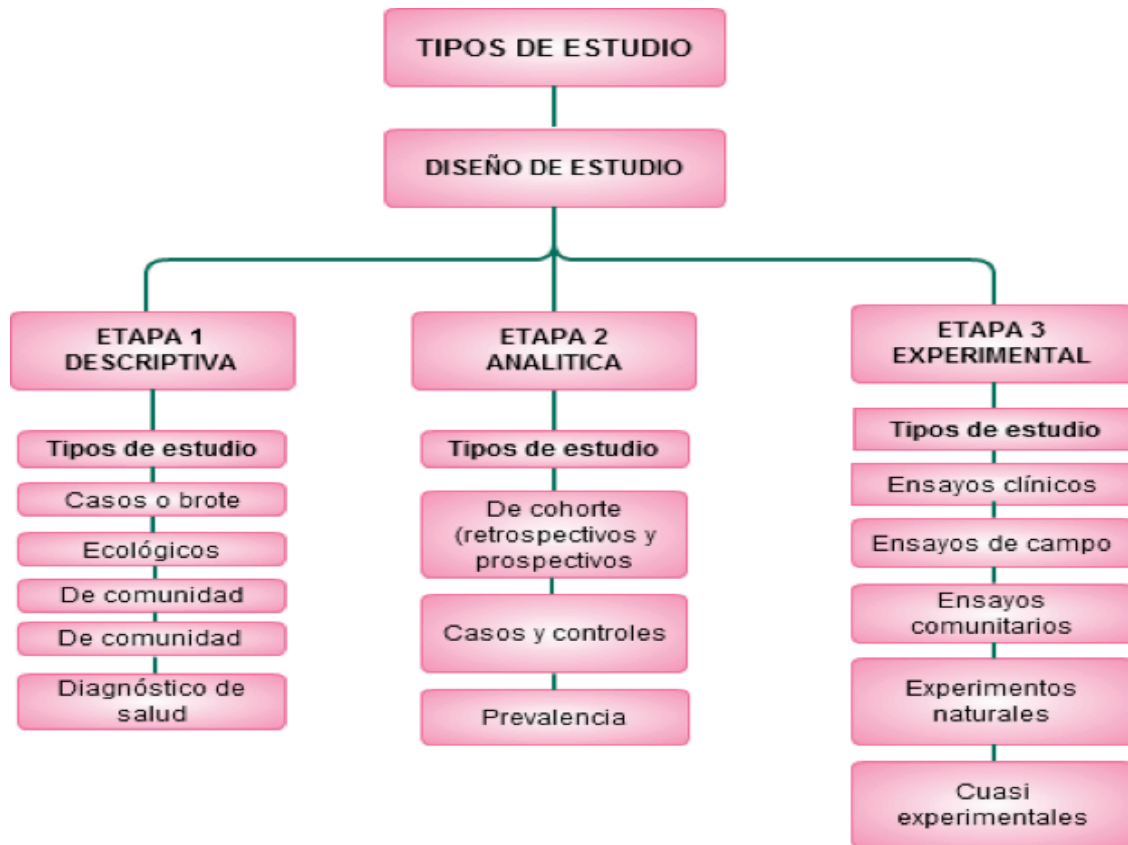 TIPOS DE ESTUDIO
DISEÑO DE ESTUDIO
ETAPA 1
DESCRIPTIVA
Tipos de estudio
Casos o brote
Ecológicos
De comunidad
De comunidad
Diagnóstico de
salud
ETAPA 2
ANALITICA
Tipos de estudio
De cohorte
(retrospectivos y
prospectivos
Casos y controles
Prevalencia
ETAPA 3
EXPERIMENTAL
Tipos de estudio
Ensayos clínicos
Ensayos de campo
Ensayos
comunitarios
Experimentos
naturales
Cuasi
experimentales